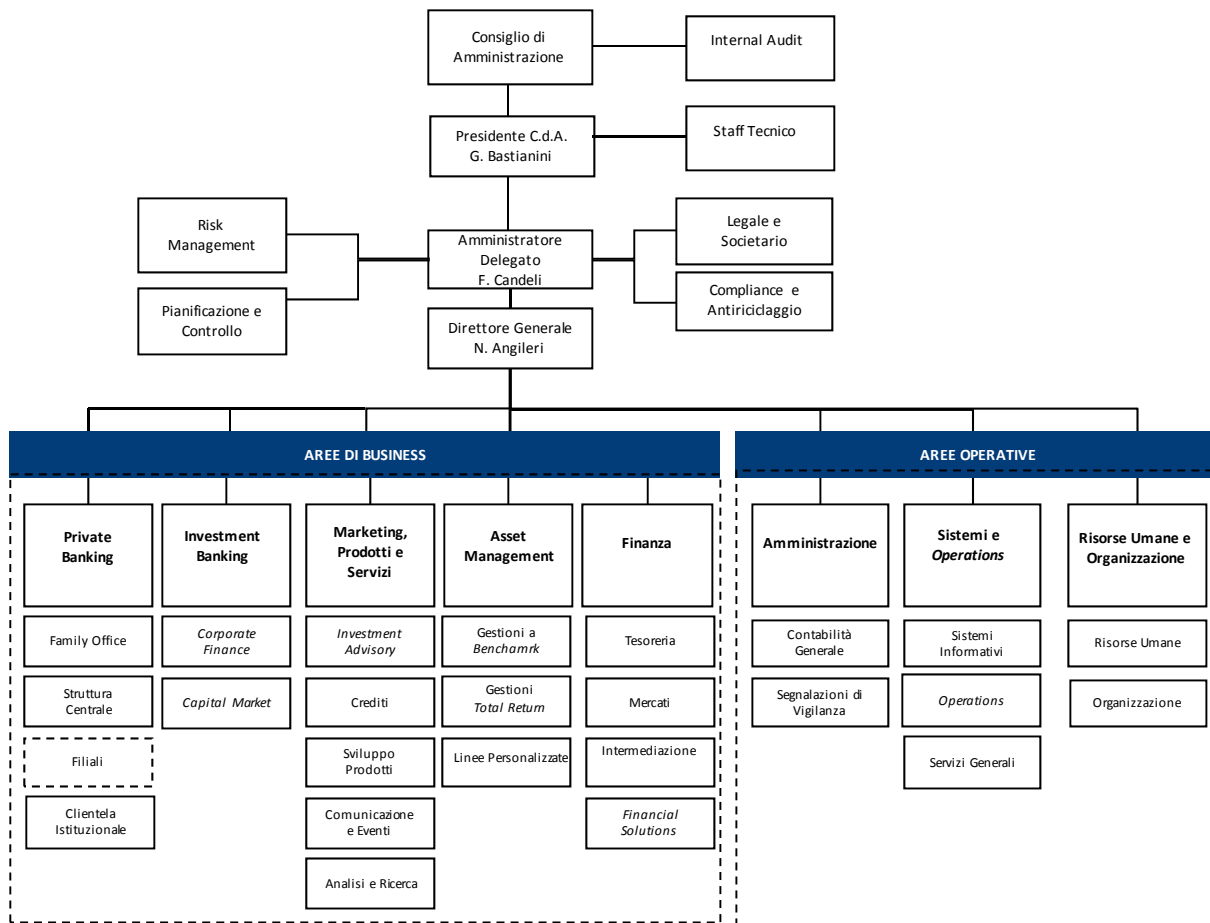 Consiglio di
Amministrazione
Internal Audit
Presidente C.d.A.
G. Bastianini
Staff Tecnico
Risk
Management
Pianificazione e
Controllo
Amministratore
Delegato
F. Candeli
Legale e
Societario
Compliance e
Antiriciclaggio
Direttore Generale
N. Angileri
AREE DI BUSINESS
AREE OPERATIVE
Private
Banking
Investment
Banking
Marketing,
Prodotti e
Servizi
Asset
Management
Finanza
Amministrazione
Sistemi e
Operations
Risorse Umane e
Organizzazione
Family Office
Struttura
Centrale
Filiali
Clientela
Istituzionale
Corporate
Finance
Capital Market
Investment
Advisory
Crediti
Sviluppo
Prodotti
Comunicazione
e Eventi
Analisi e Ricerca
Gestioni a
Benchamrk
Gestioni
Total Return
Linee Personalizzate
Tesoreria
Mercati
Intermediazione
Financial
Solutions
Contabilità
Generale
Segnalazioni di
Vigilanza
Sistemi
Informativi
Operations
Servizi Generali
Risorse Umane
Organizzazione